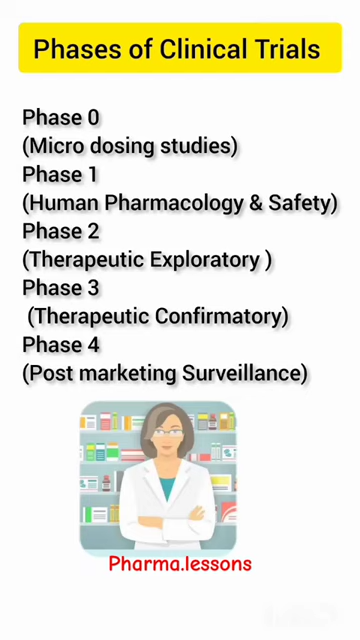 Phases of Clinical Trials
Phase 0
(Micro dosing studies)
Phase 1
(Human Pharmacology & Safety)
Phase 2
(Therapeutic Exploratory )
Phase 3
(Therapeutic Confirmatory)
Phase 4
(Post marketing Surveillance)
Pharma.lessons